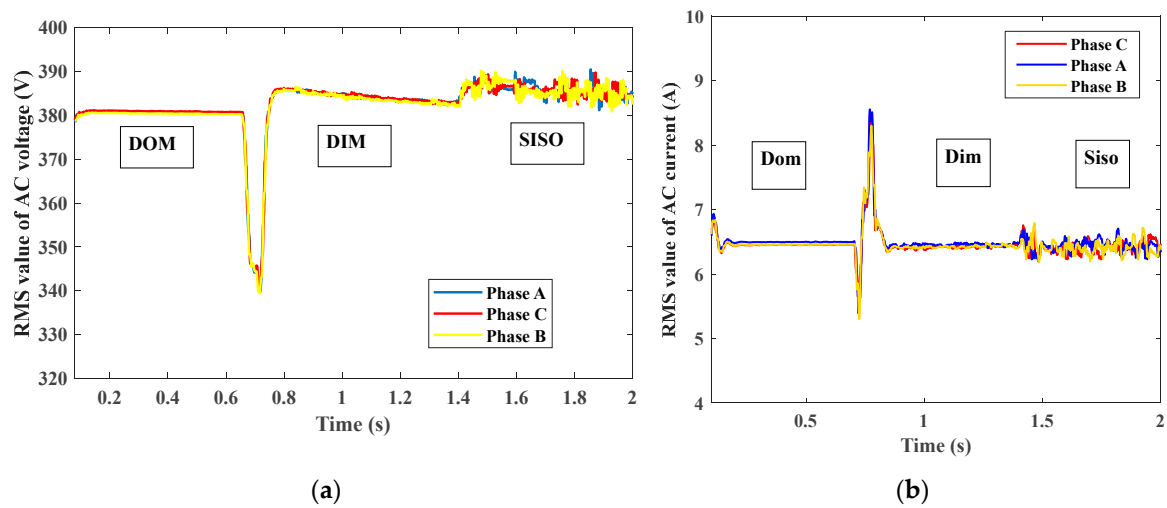 400
390
380
370
360
350
340
330
320
RMS value of AC voltage (V)
DOM
DIM
SISO
Phase A
Phase C
Phase B
0.2 0.4 0.6 0.8 1 1.2 1.4 1.6 1.8 2
Time (s)
(a)
10
9
8
7
6
5
4
RMS value of AC current (A)
Phase C
Phase A
Phase B
Dom
Dim
Siso
0.5 1 1.5 2
Time (s)
(b)